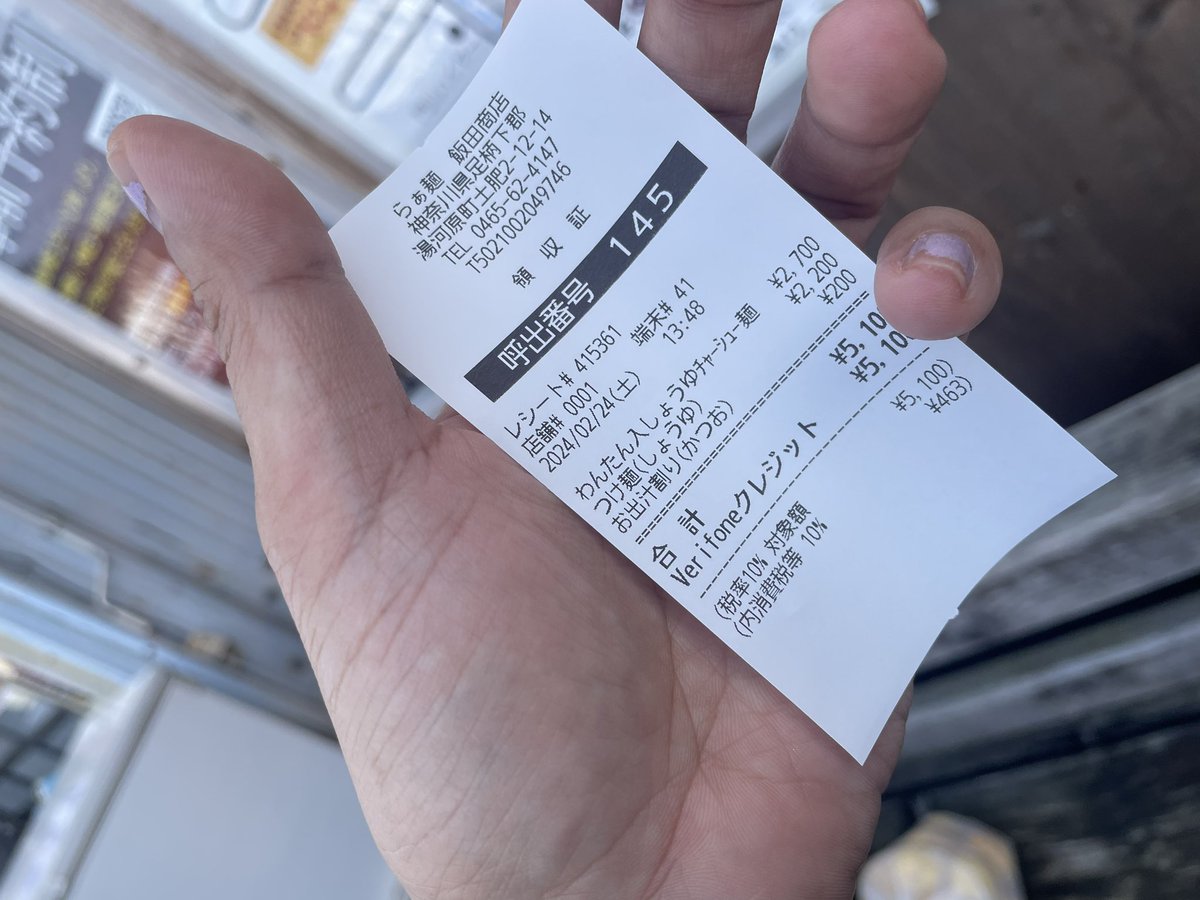 らぁ麺 飯田商店
神奈川県足柄下郡
湯河原町土肥2-12-14
TEL 0465-62-4147
T5021002049746
領 収 証
呼出番号 145
レシート# 415361 端末# 41
店舗# 0001
2024/02/24(土) 13:48
わんたん入しょうゆチャーシュー麺 ¥2,700
つけ麺(しょうゆ) ¥2,200
お出汁割り(かつお) ¥200
合 計 ¥5,10
Verifoneクレジット ¥5,10
(税率10% 対象額 ¥5,100)
(内消費税等 10% ¥463)